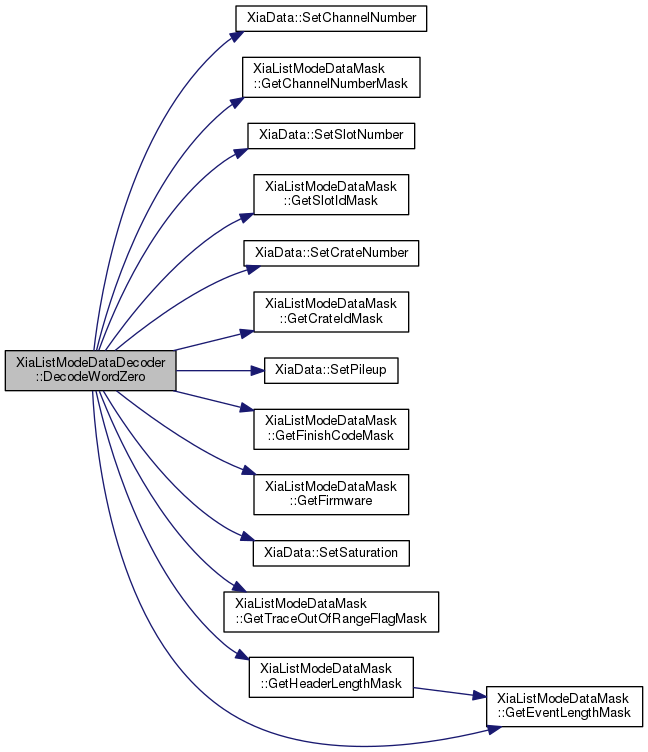 XiaData::SetChannelNumber
XiaListModeDataMask
::GetChannelNumberMask
XiaData::SetSlotNumber
XiaListModeDataMask
::GetSlotIdMask
XiaData::SetCrateNumber
XiaListModeDataMask
::GetCrateIdMask
XiaListModeDataDecoder
::DecodeWordZero
XiaData::SetPileup
XiaListModeDataMask
::GetFinishCodeMask
XiaListModeDataMask
::GetFirmware
XiaData::SetSaturation
XiaListModeDataMask
::GetTraceOutOfRangeFlagMask
XiaListModeDataMask
::GetHeaderLengthMask
XiaListModeDataMask
::GetEventLengthMask